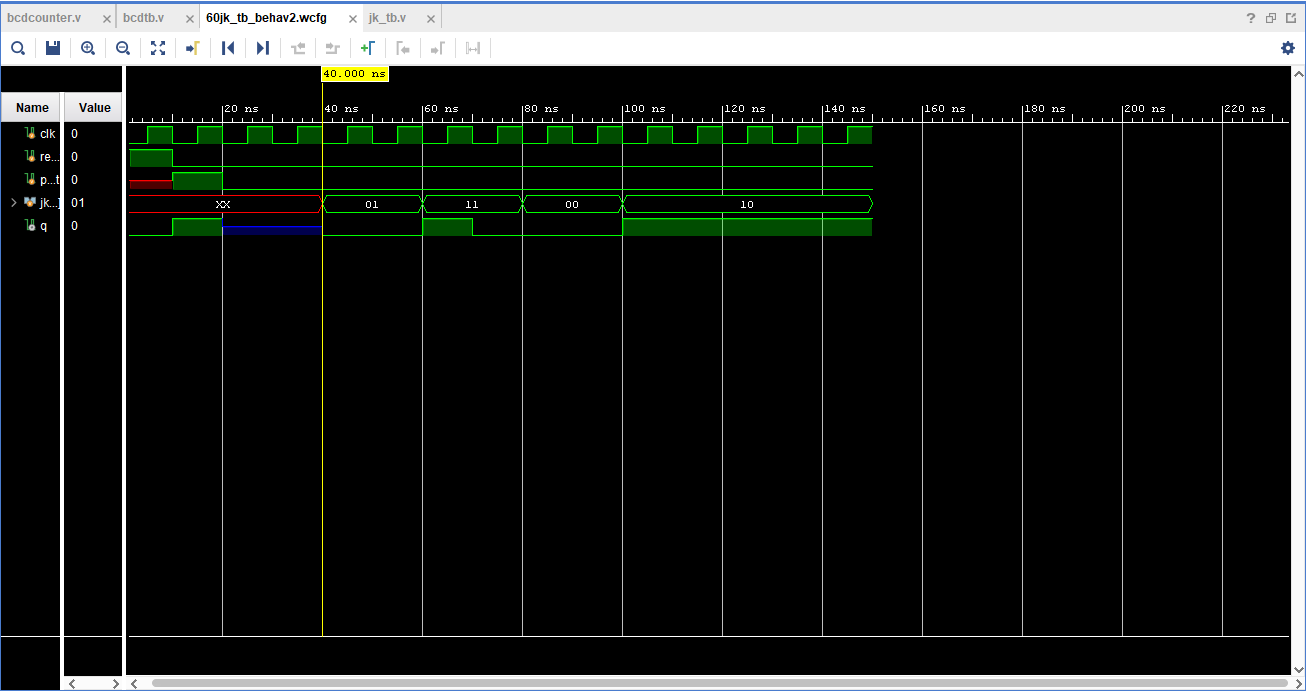 bcdcounter.v × bcdtb.v × 60jk_tb_behav2.wcfg × jk_tb.v ×
?
40.000 ns
Name Value
20 ns 40 ns 60 ns 80 ns 100 ns 120 ns 140 ns 160 ns 180 ns 200 ns 220 ns
clk 0
re... 0
p...t 0
jk...] 01 XX 01 11 00 10
q 0